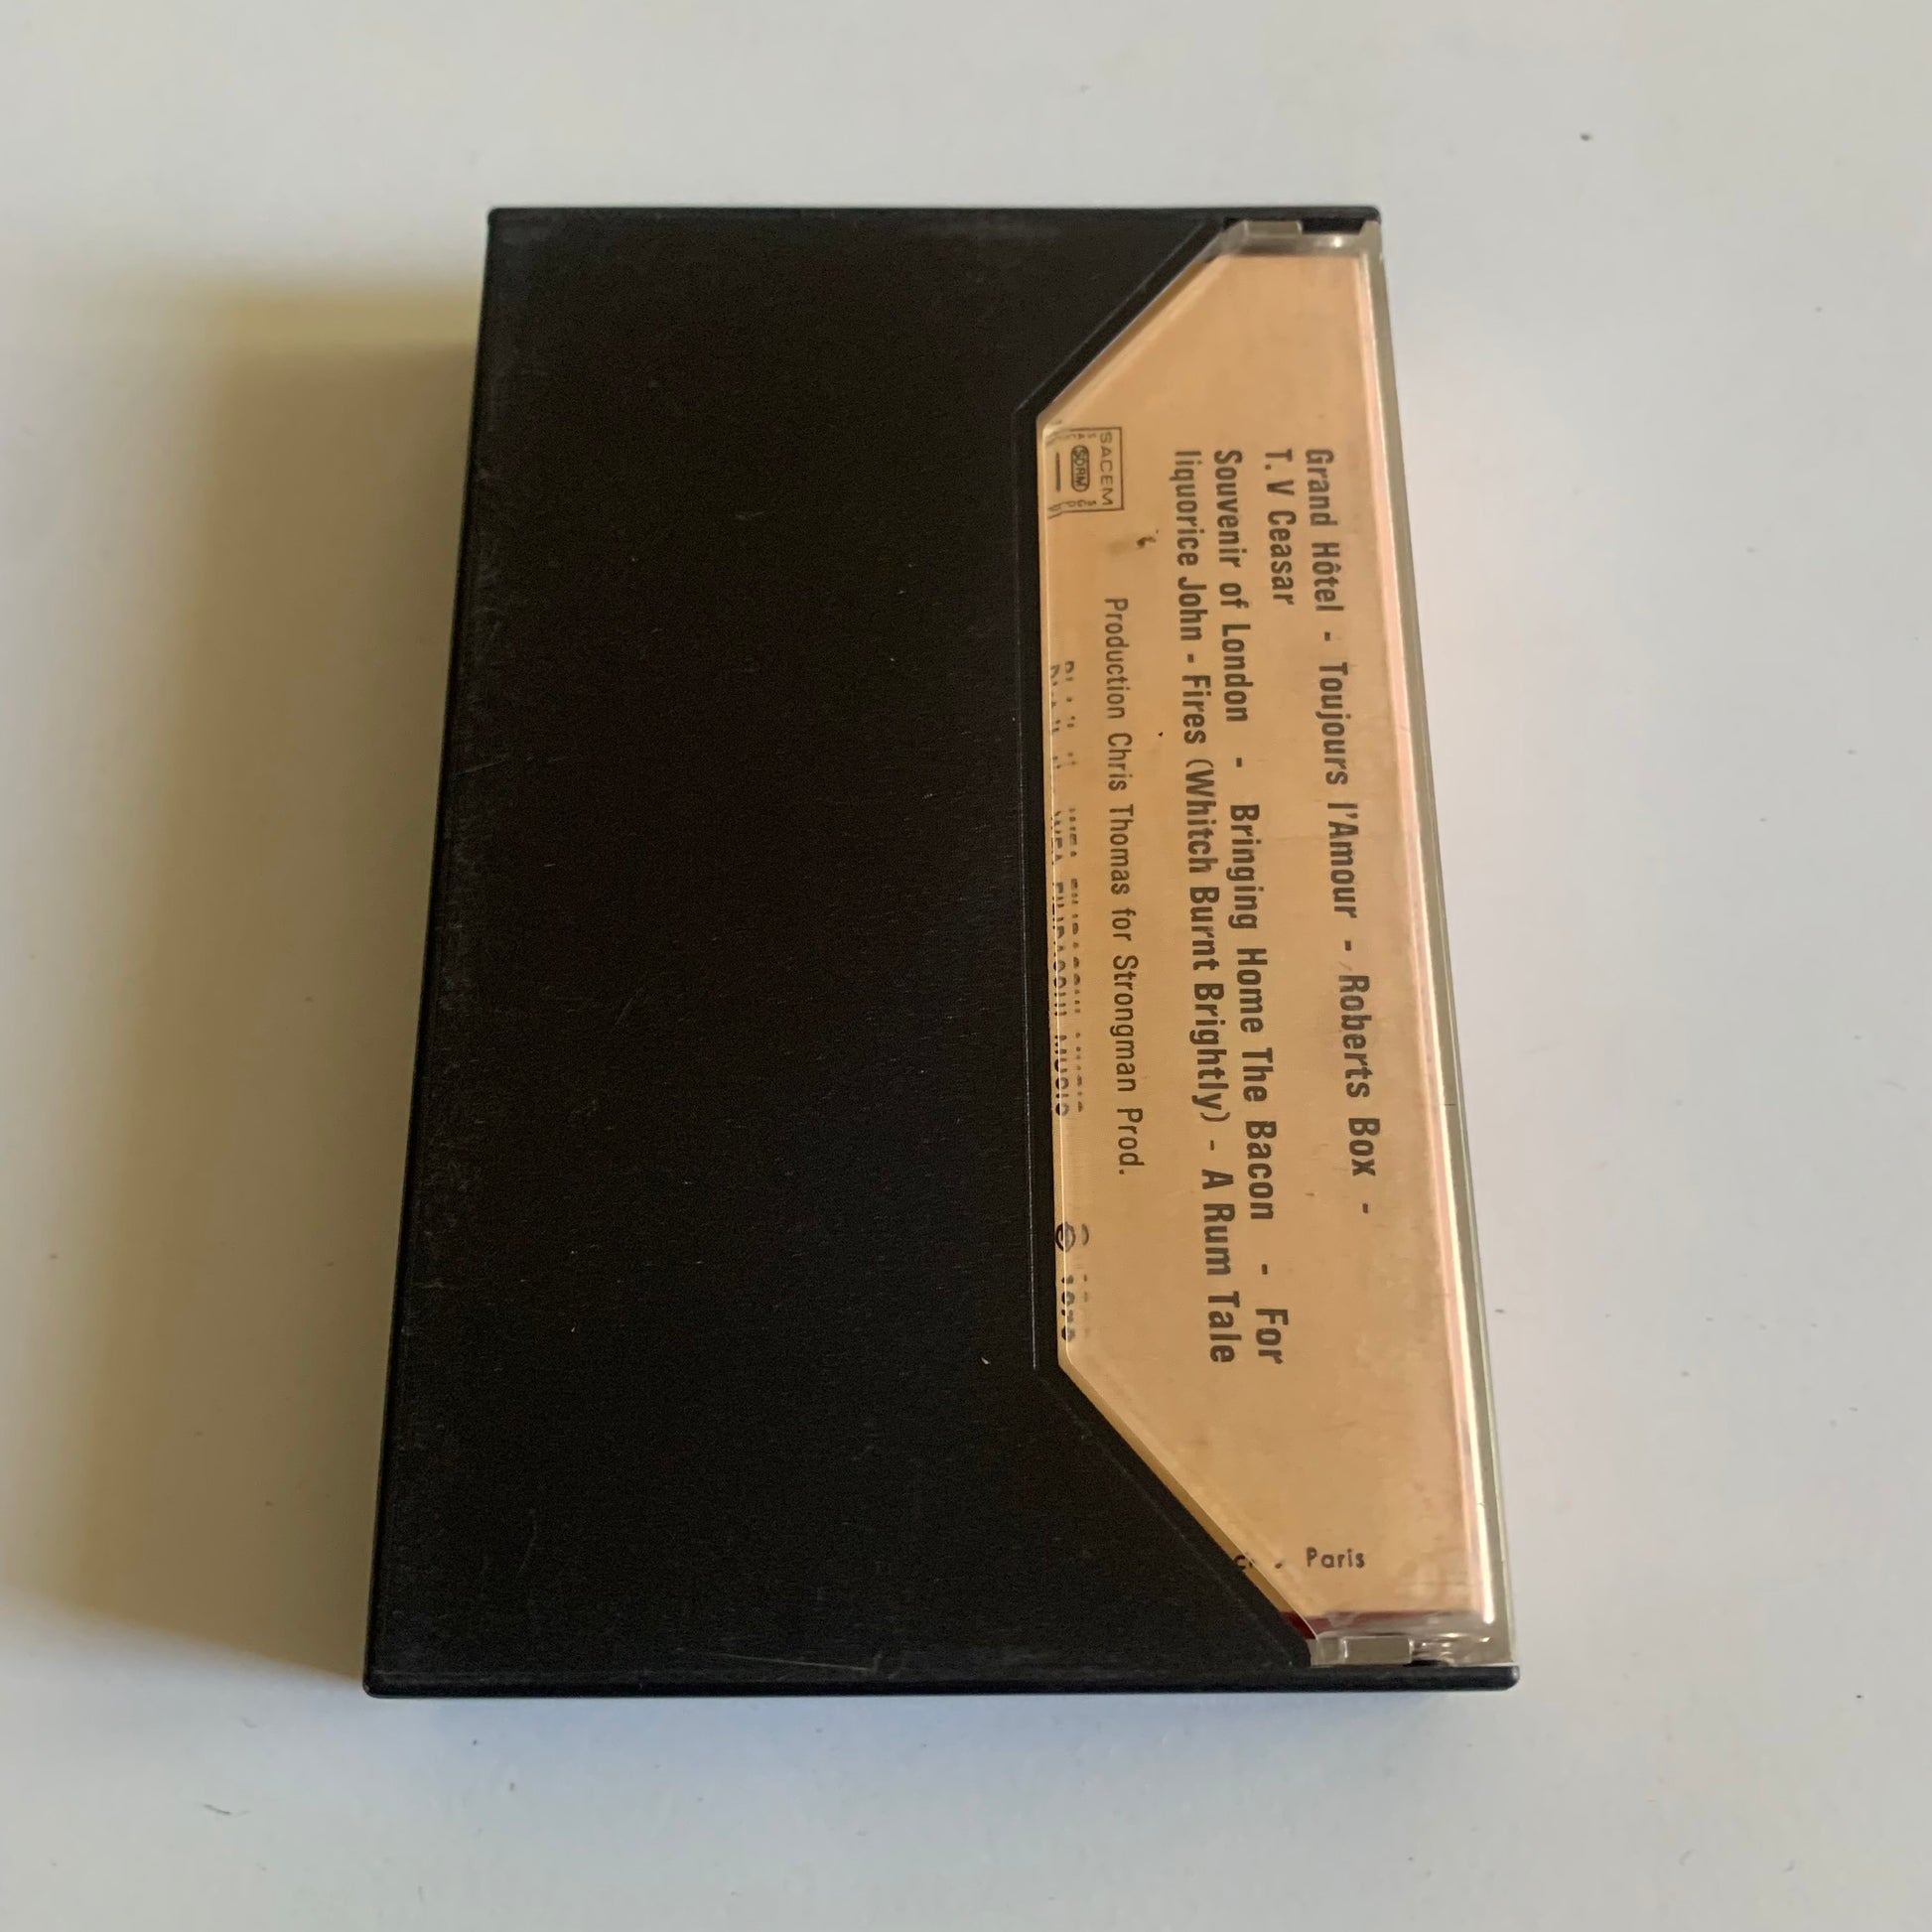 Grand Hôtel - Toujours l'Amour - Roberts Box -
T. V Ceasar
Souvenir of London - Bringing Home The Bacon - For
liquorice John - Fires (Whitch Burnt Brightly) - A Rum Tale
Production Chris Thomas for Strongman Prod.
SACEM
SDRM
Paris